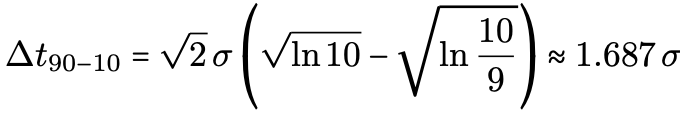 Δt₉₀₋₁₀ = √2 σ (√(ln 10) − √(ln 10/9)) ≈ 1.687 σ